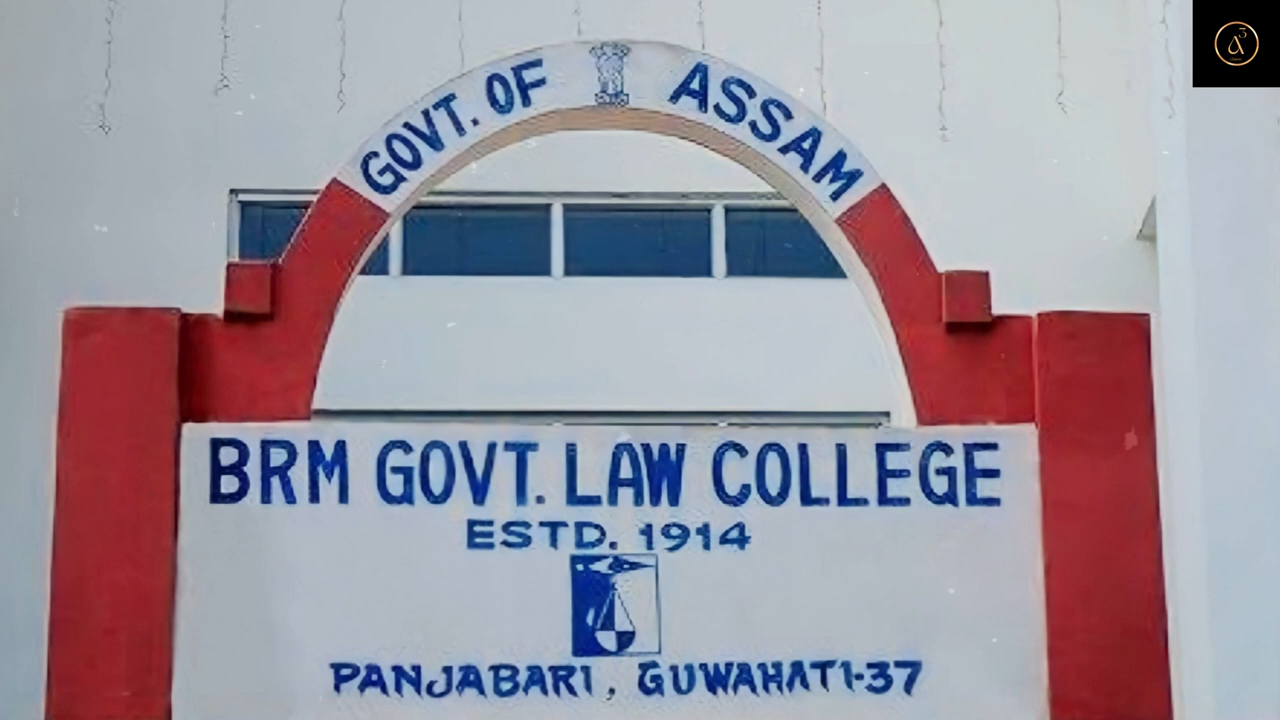 GOVT. OF ASSAM
BRM GOVT. LAW COLLEGE
ESTD. 1914
PANJABARI, GUWAHATI-37